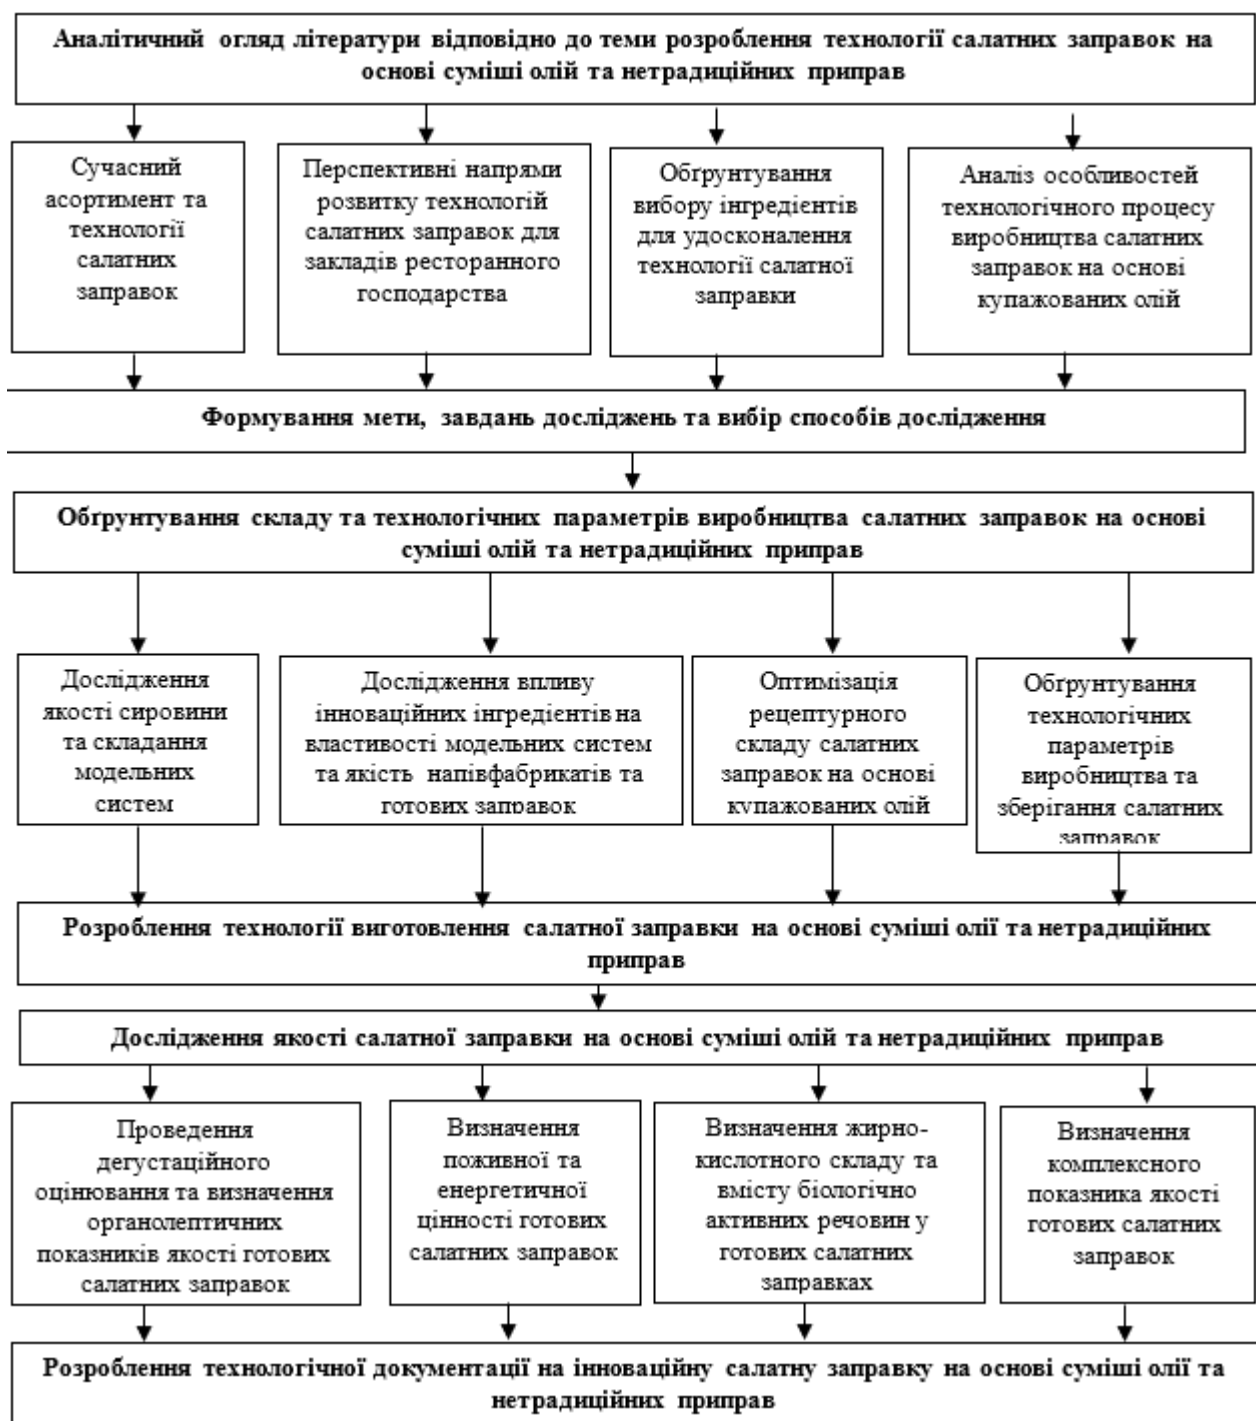 Аналітичний огляд літератури відповідно до теми розроблення технології салатних заправок на
основі суміші олій та нетрадиційних приправ
Сучасний
асортимент та
технології
салатних
заправок
Перспективні напрями
розвитку технологій
салатних заправок для
закладів ресторанного
господарства
Обґрунтування
вибору інгредієнтів
для удосконалення
технології салатної
заправки
Аналіз особливостей
технологічного процесу
виробництва салатних
заправок на основі
купажованих олій
Формування мети, завдань досліджень та вибір способів дослідження
Обґрунтування складу та технологічних параметрів виробництва салатних заправок на основі
суміші олій та нетрадиційних приправ
Дослідження
якості сировини
та складання
модельних
систем
Дослідження впливу
інноваційних інгредієнтів на
властивості модельних систем
та якість напівфабрикатів та
готових заправок
Оптимізація
рецептурного
складу салатних
заправок на основі
купажованих олій
Обґрунтування
технологічних
параметрів
виробництва та
зберігання салатних
заправок
Розроблення технології виготовлення салатної заправки на основі суміші олії та нетрадиційних
приправ
Дослідження якості салатної заправки на основі суміші олій та нетрадиційних приправ
Проведення
дегустаційного
оцінювання та визначення
органолептичних
показників якості готових
салатних заправок
Визначення
поживної та
енергетичної
цінності готових
салатних заправок
Визначення жирно-
кислотного складу та
вмісту біологічно
активних речовин у
готових салатних
заправках
Визначення
комплексного
показника якості
готових салатних
заправок
Розроблення технологічної документації на інноваційну салатну заправку на основі суміші олії та
нетрадиційних приправ